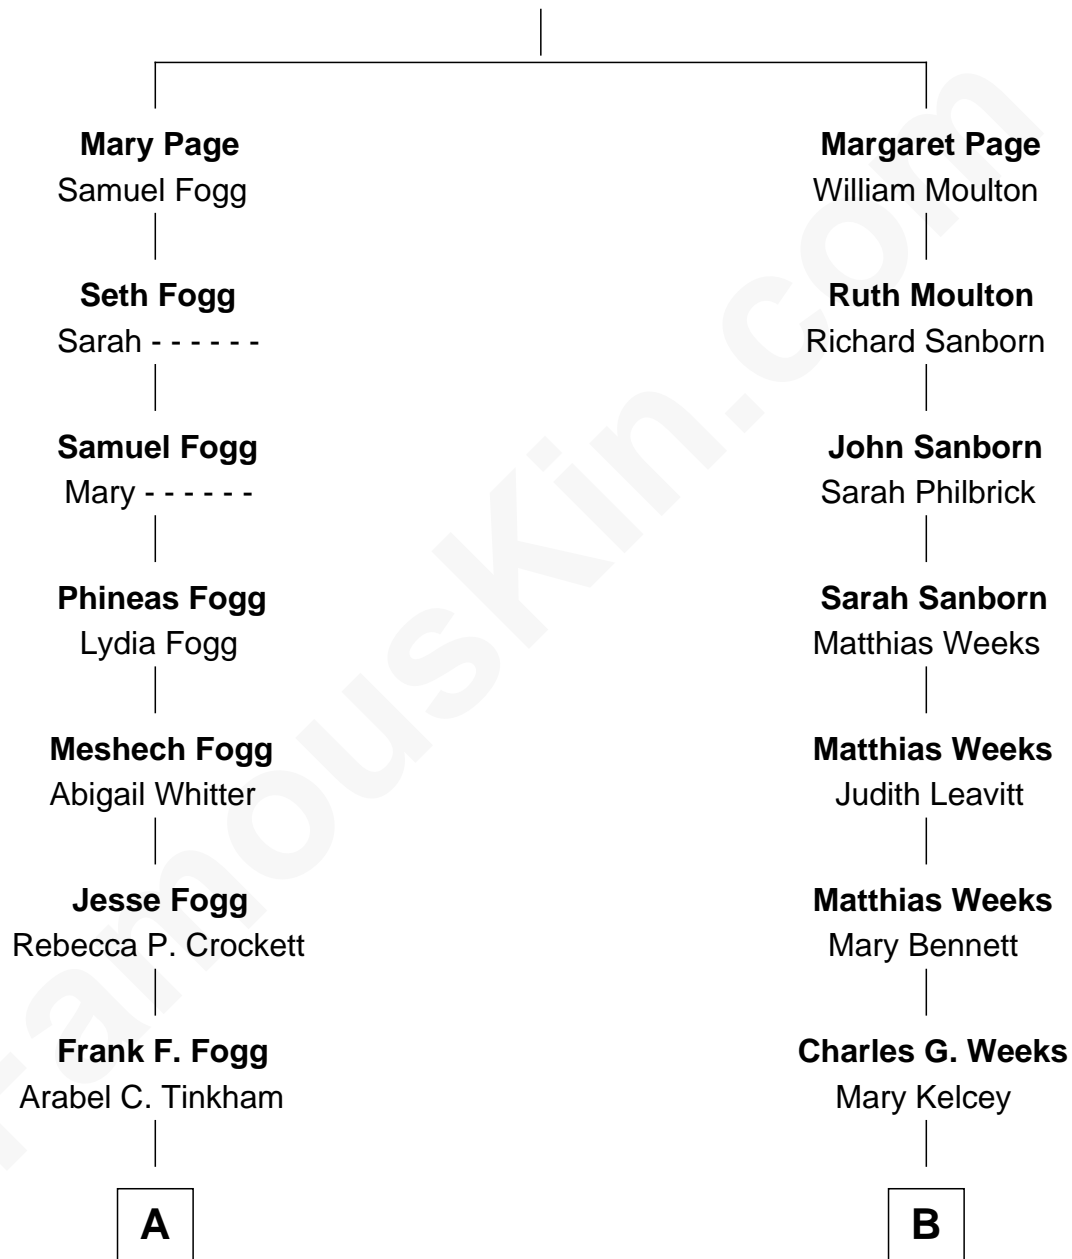 Mary Page
Samuel Fogg
Seth Fogg
Sarah - - - - - -
Samuel Fogg
Mary - - - - - -
Phineas Fogg
Lydia Fogg
Meshech Fogg
Abigail Whitter
Jesse Fogg
Rebecca P. Crockett
Frank F. Fogg
Arabel C. Tinkham
A
Margaret Page
William Moulton
Ruth Moulton
Richard Sanborn
John Sanborn
Sarah Philbrick
Sarah Sanborn
Matthias Weeks
Matthias Weeks
Judith Leavitt
Matthias Weeks
Mary Bennett
Charles G. Weeks
Mary Kelcey
B
FamousKin.com